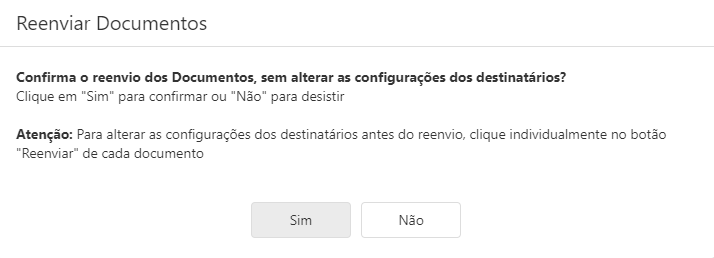 Reenviar Documentos
Confirma o reenvio dos Documentos, sem alterar as configurações dos destinatários?
Clique em "Sim" para confirmar ou "Não" para desistir
Atenção: Para alterar as configurações dos destinatários antes do reenvio, clique individualmente no botão
"Reenviar" de cada documento
Sim
Não